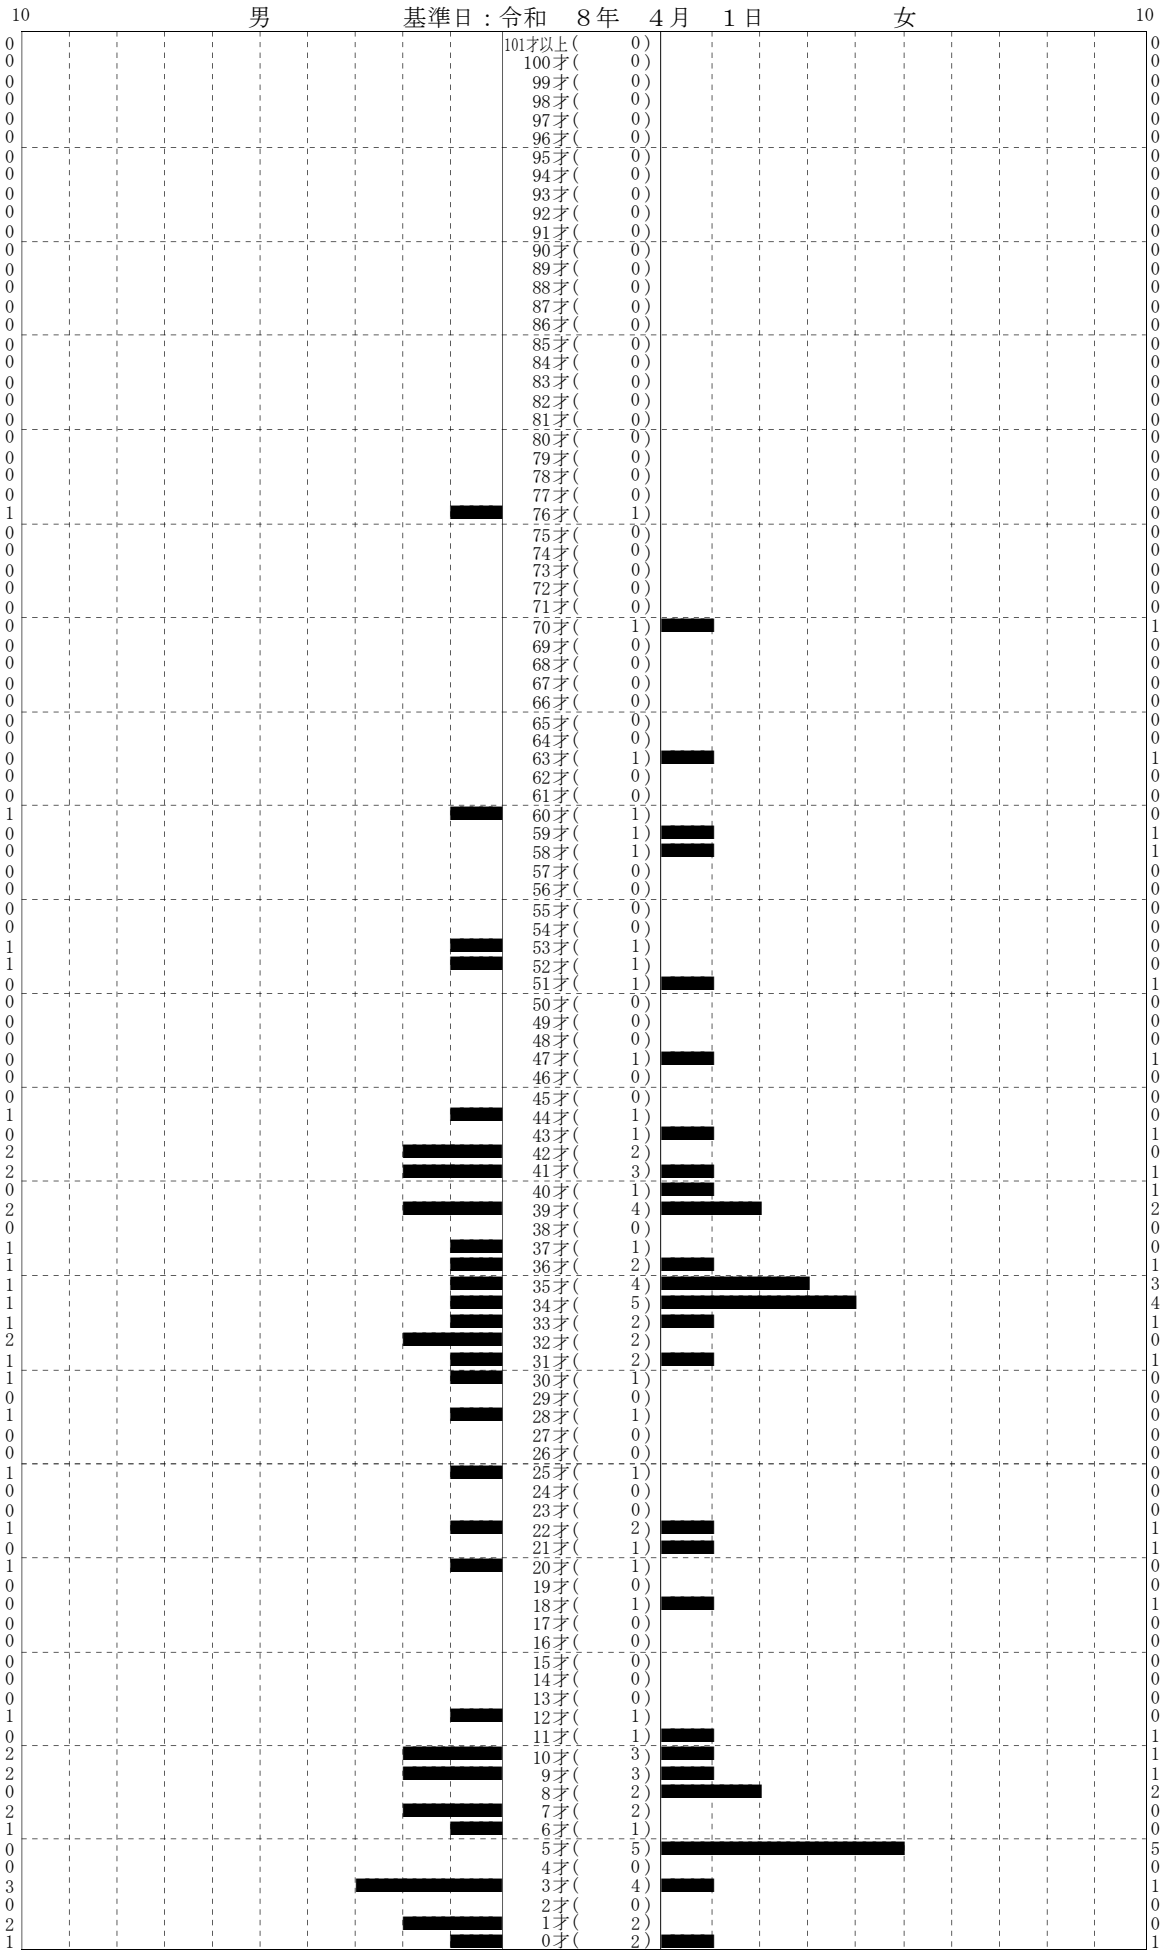 10 男 基準日:令和 8年 4月 1日 女 10
0 101才以上( 0) 0
0 100才( 0) 0
0 99才( 0) 0
0 98才( 0) 0
0 97才( 0) 0
0 96才( 0) 0
0 95才( 0) 0
0 94才( 0) 0
0 93才( 0) 0
0 92才( 0) 0
0 91才( 0) 0
0 90才( 0) 0
0 89才( 0) 0
0 88才( 0) 0
0 87才( 0) 0
0 86才( 0) 0
0 85才( 0) 0
0 84才( 0) 0
0 83才( 0) 0
0 82才( 0) 0
0 81才( 0) 0
0 80才( 0) 0
0 79才( 0) 0
0 78才( 0) 0
0 77才( 0) 0
1 76才( 1) 0
0 75才( 0) 0
0 74才( 0) 0
0 73才( 0) 0
0 72才( 0) 0
0 71才( 0) 0
0 70才( 1) 1
0 69才( 0) 0
0 68才( 0) 0
0 67才( 0) 0
0 66才( 0) 0
0 65才( 0) 0
0 64才( 0) 0
0 63才( 1) 1
0 62才( 0) 0
0 61才( 0) 0
1 60才( 1) 0
0 59才( 1) 1
0 58才( 1) 1
0 57才( 0) 0
0 56才( 0) 0
0 55才( 0) 0
0 54才( 0) 0
1 53才( 1) 0
1 52才( 1) 0
0 51才( 1) 1
0 50才( 0) 0
0 49才( 0) 0
0 48才( 0) 0
0 47才( 1) 1
0 46才( 0) 0
0 45才( 0) 0
1 44才( 1) 0
0 43才( 1) 1
2 42才( 2) 0
2 41才( 3) 1
0 40才( 1) 1
2 39才( 4) 2
0 38才( 0) 0
1 37才( 1) 0
1 36才( 2) 1
1 35才( 4) 3
1 34才( 5) 4
1 33才( 2) 1
2 32才( 2) 0
1 31才( 2) 1
1 30才( 1) 0
0 29才( 0) 0
1 28才( 1) 0
0 27才( 0) 0
0 26才( 0) 0
1 25才( 1) 0
0 24才( 0) 0
0 23才( 0) 0
1 22才( 2) 1
0 21才( 1) 1
1 20才( 1) 0
0 19才( 0) 0
0 18才( 1) 1
0 17才( 0) 0
0 16才( 0) 0
0 15才( 0) 0
0 14才( 0) 0
0 13才( 0) 0
1 12才( 1) 0
0 11才( 1) 1
2 10才( 3) 1
2 9才( 3) 1
0 8才( 2) 2
2 7才( 2) 0
1 6才( 1) 0
0 5才( 5) 5
0 4才( 0) 0
3 3才( 4) 1
0 2才( 0) 0
2 1才( 2) 0
1 0才( 2) 1